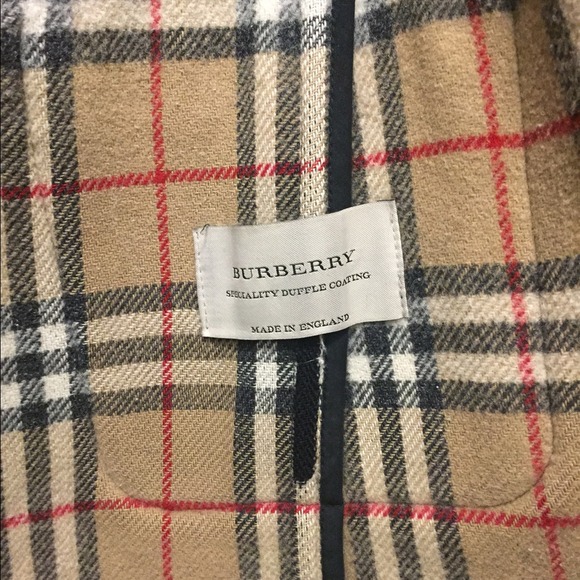 BURBERRY
SPECIALITY DUFFLE COATING
MADE IN ENGLAND